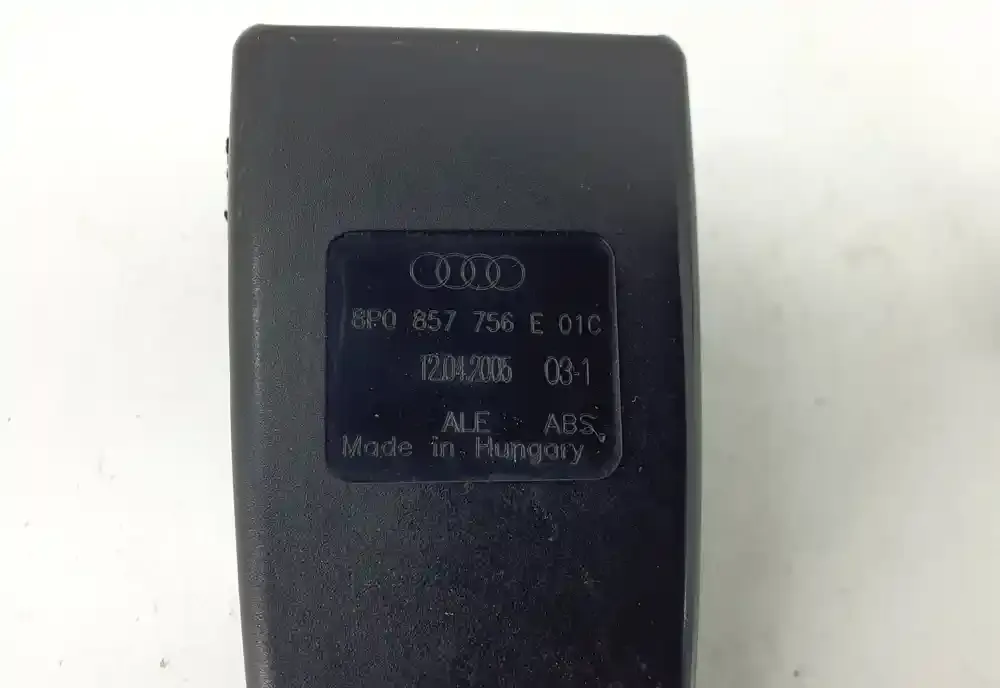 8P0 857 756 E 01C
12.04.2005 03-1
ALE ABS
Made in Hungary